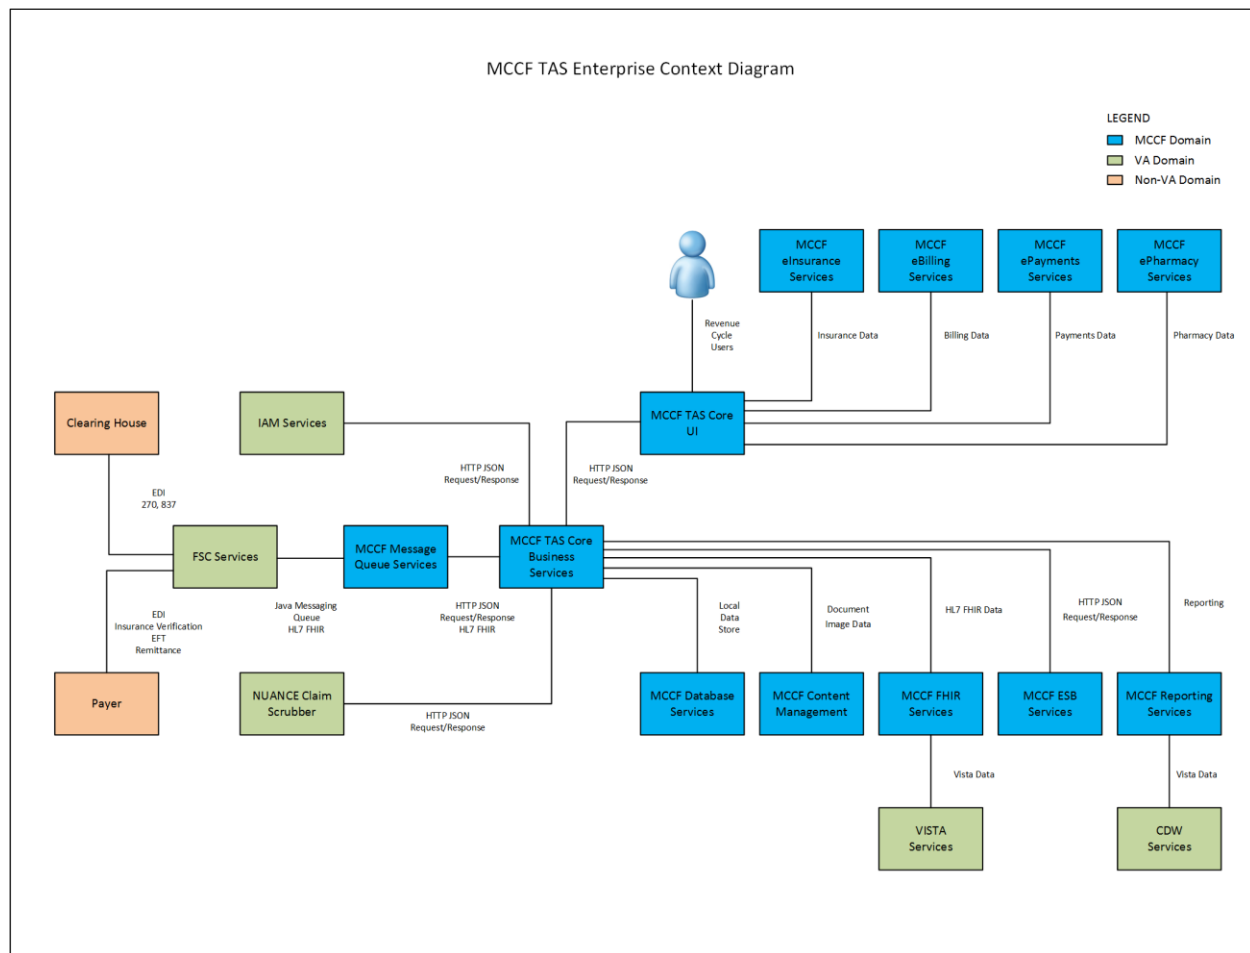 MCCF TAS Enterprise Context Diagram
LEGEND
MCCF Domain
VA Domain
Non-VA Domain
MCCF
eInsurance
Services
MCCF
eBilling
Services
MCCF
ePayments
Services
MCCF
ePharmacy
Services
Revenue
Cycle
Users
Insurance Data
Billing Data
Payments Data
Pharmacy Data
Clearing House
IAM Services
MCCF TAS Core
UI
HTTP JSON
Request/Response
HTTP JSON
Request/Response
EDI
270, 837
FSC Services
MCCF Message
Queue Services
MCCF TAS Core
Business
Services
EDI
Insurance Verification
EFT
Remittance
Java Messaging
Queue
HL7 FHIR
HTTP JSON
Request/Response
HL7 FHIR
Local
Data
Store
Document
Image Data
HL7 FHIR Data
HTTP JSON
Request/Response
Reporting
Payer
NUANCE Claim
Scrubber
HTTP JSON
Request/Response
MCCF Database
Services
MCCF Content
Management
MCCF FHIR
Services
MCCF ESB
Services
MCCF Reporting
Services
Vista Data
Vista Data
VISTA
Services
CDW
Services